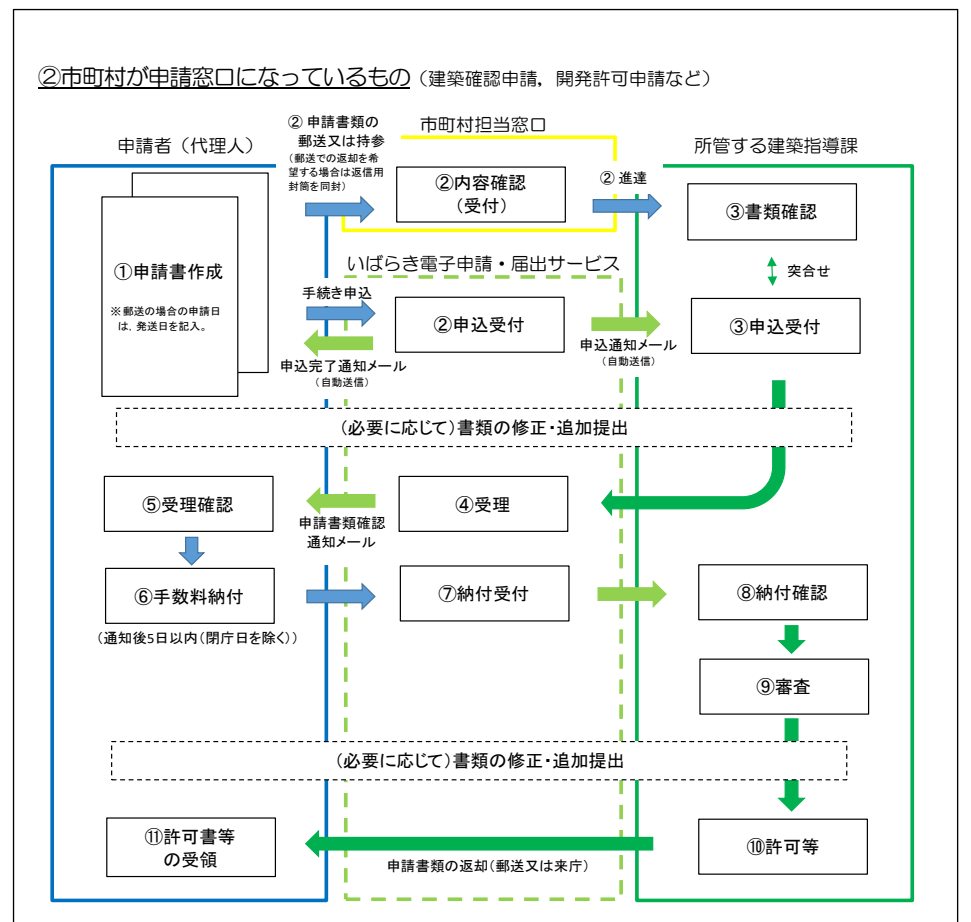 ②市町村が申請窓口になっているもの（建築確認申請，開発許可申請など）
申請者（代理人）
② 申請書類の
郵送又は持参
（郵送での返却を希
望する場合は返信用
封筒を同封）
市町村担当窓口
所管する建築指導課
②内容確認
（受付）
② 進達
③書類確認
①申請書作成
※郵送の場合の申請日
は，発送日を記入。
突合せ
いばらき電子申請・届出サービス
手続き申込
②申込受付
③申込受付
申込完了通知メール
（自動送信）
申込通知メール
（自動送信）
（必要に応じて）書類の修正・追加提出
⑤受理確認
④受理
申請書類確認
通知メール
⑥手数料納付
（通知後5日以内（閉庁日を除く））
⑦納付受付
⑧納付確認
⑨審査
（必要に応じて）書類の修正・追加提出
⑪許可書等
の受領
申請書類の返却（郵送又は来庁）
⑩許可等